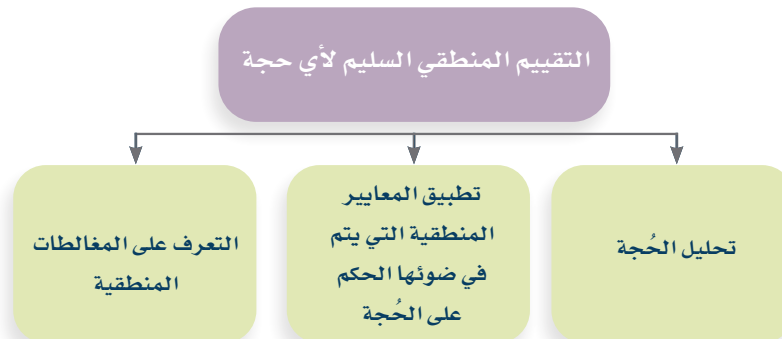 التقييم المنطقي السليم لأي حجة
تحليل الحُجة
تطبيق المعايير
المنطقية التي يتم
في ضوئها الحكم
على الحُجة
التعرف على المغالطات
المنطقية